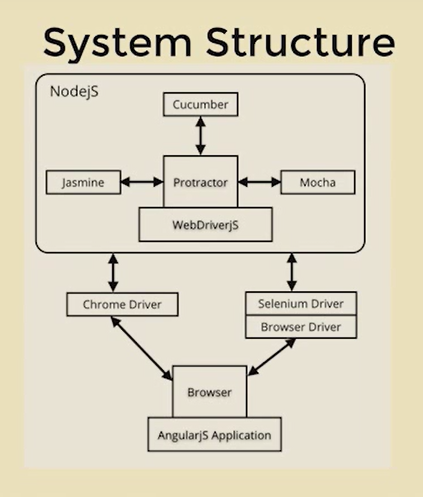 System Structure
NodejS
Cucumber
Jasmine
Protractor
Mocha
WebDriverjS
Chrome Driver
Selenium Driver
Browser Driver
Browser
AngularjS Application